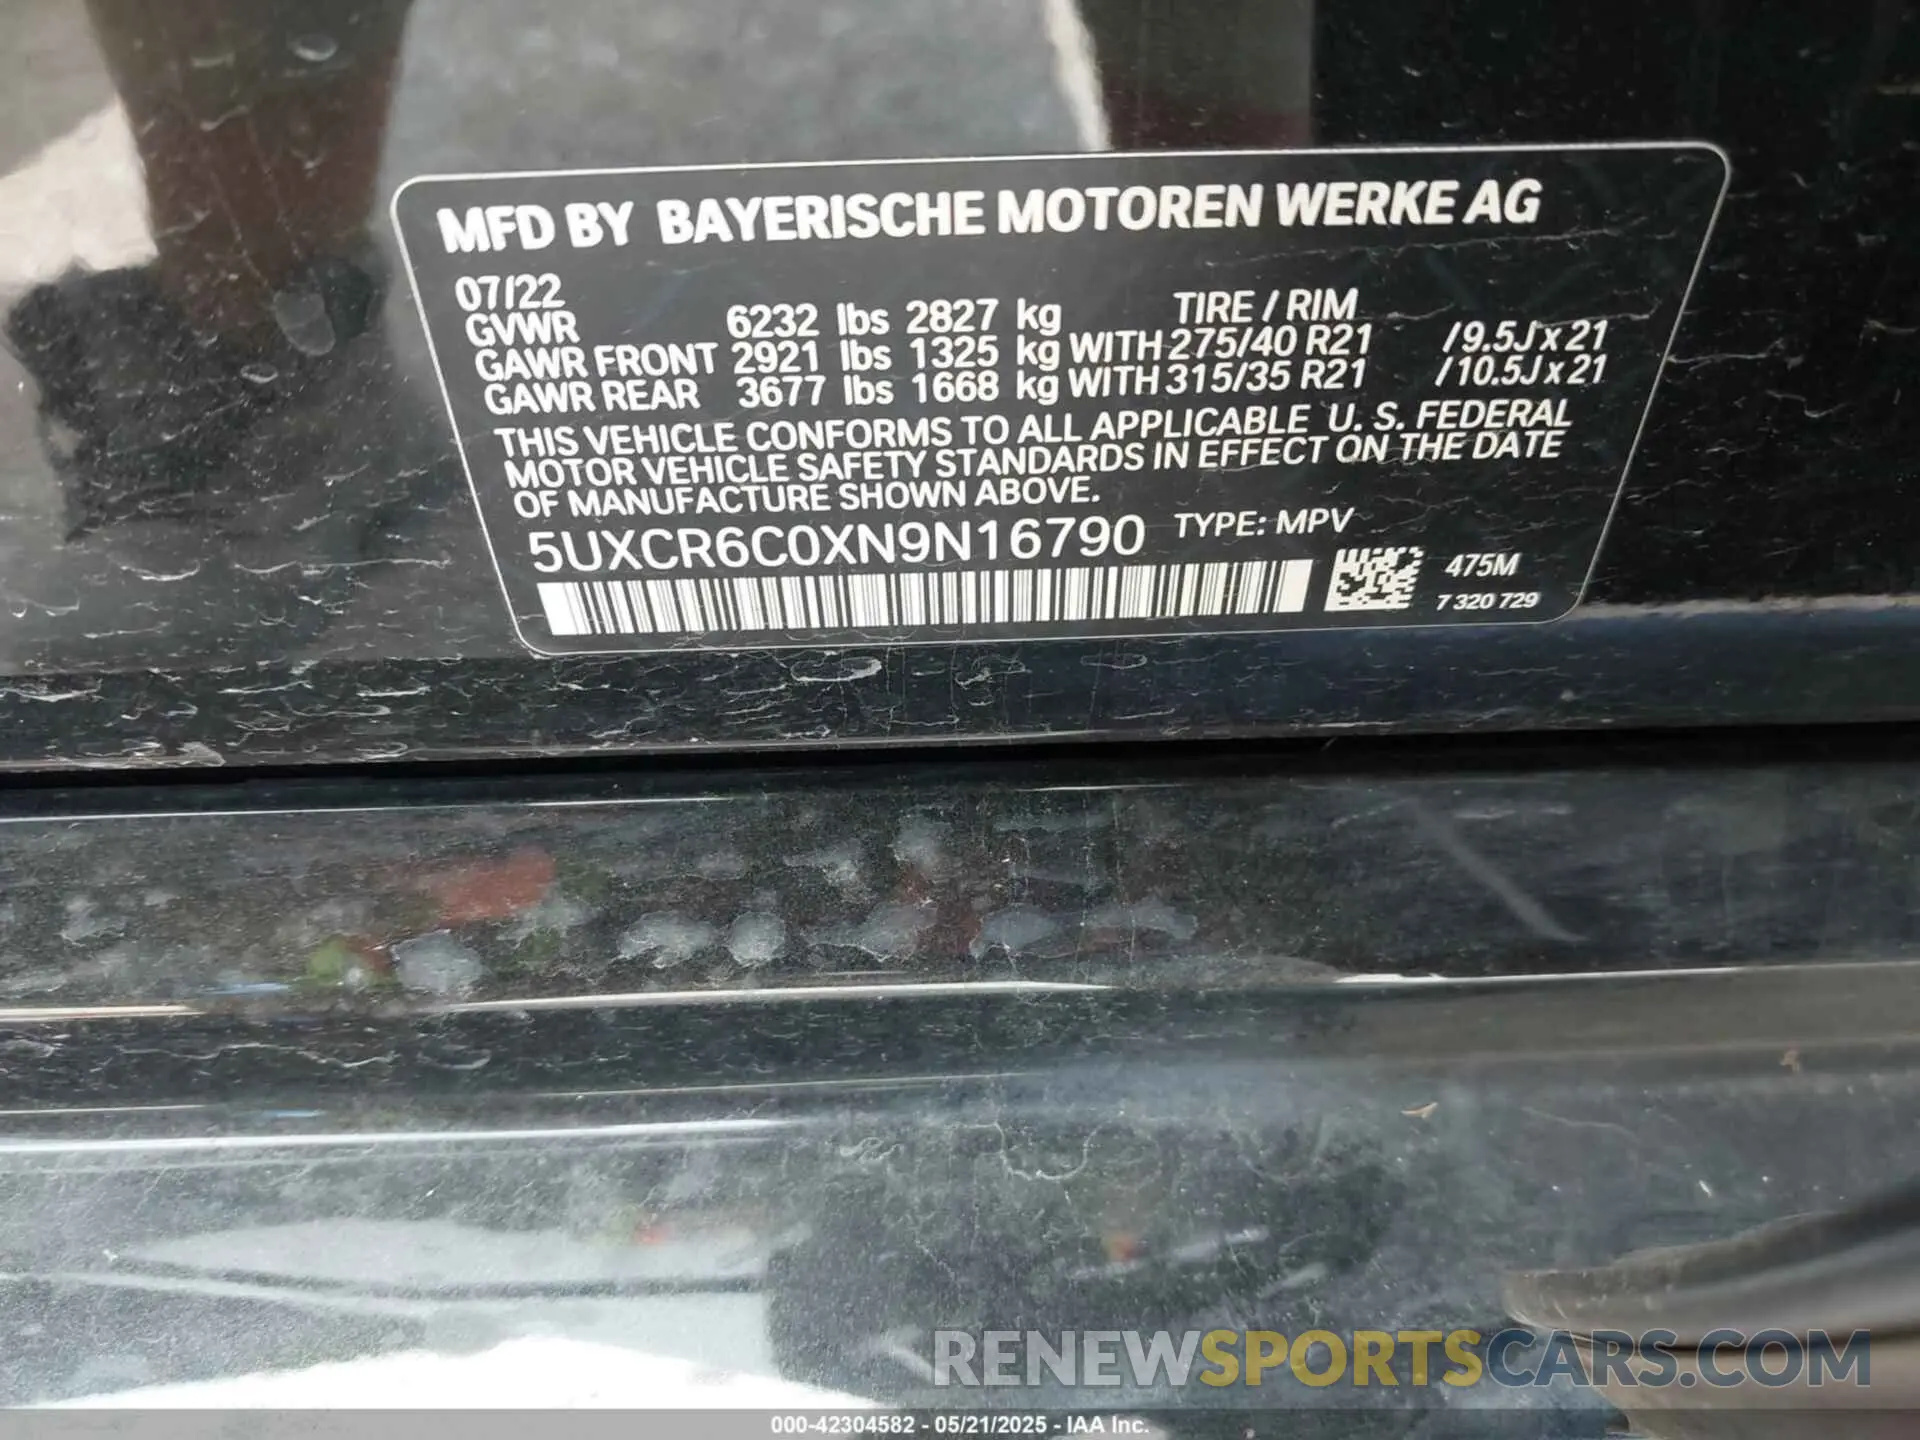 MFD BY BAYERISCHE MOTOREN WERKE AG
07/22
GVWR 6232 lbs 2827 kg TIRE / RIM
GAWR FRONT 2921 lbs 1325 kg WITH 275/40 R21 /9.5J x 21
GAWR REAR 3677 lbs 1668 kg WITH 315/35 R21 /10.5J x 21
THIS VEHICLE CONFORMS TO ALL APPLICABLE U. S. FEDERAL
MOTOR VEHICLE SAFETY STANDARDS IN EFFECT ON THE DATE
OF MANUFACTURE SHOWN ABOVE.
5UXCR6C0XN9N16790 TYPE: MPV
475M
7 320 729
RENEWSPORTSCARS.COM
000-42304582 - 05/21/2025 - IAA Inc.